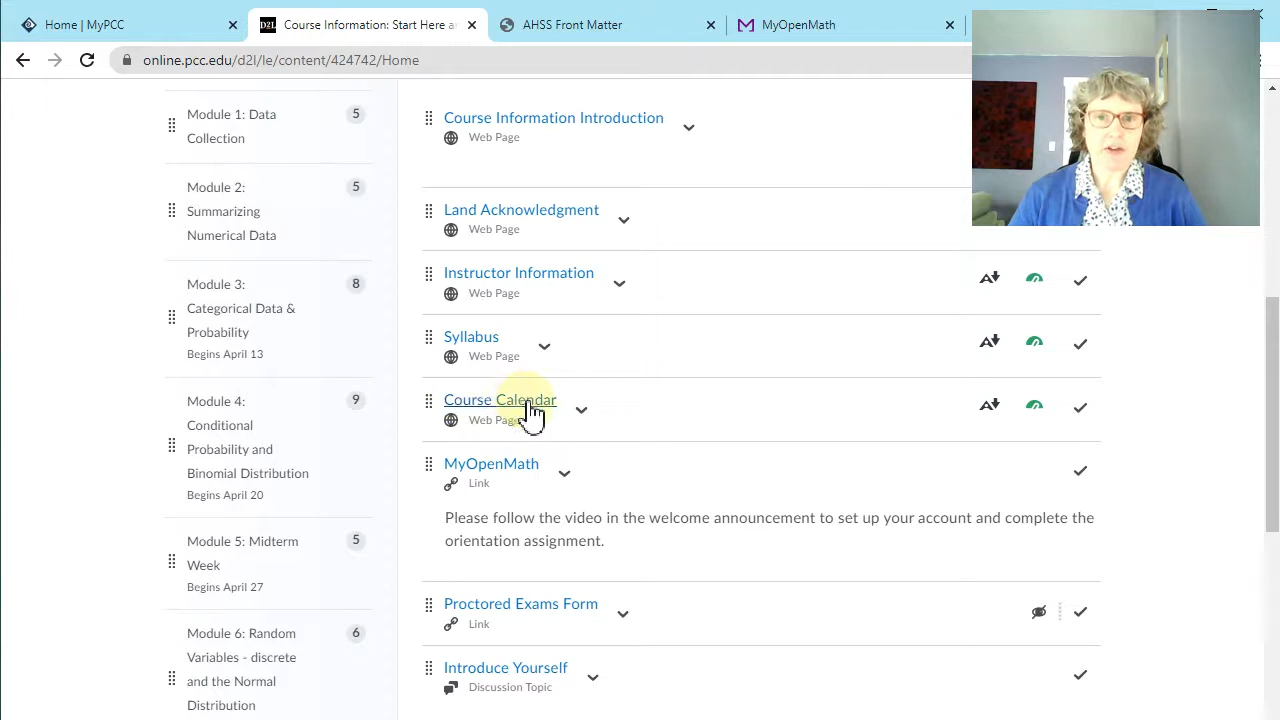 Home | MyPCC
D2L Course Information: Start Here a
AHSS Front Matter
MyOpenMath
online.pcc.edu/d2l/le/content/424742/Home
Module 1: Data
Collection
5
Module 2:
Summarizing
Numerical Data
5
Module 3:
Categorical Data &
Probability
Begins April 13
8
Module 4:
Conditional
Probability and
Binomial Distribution
Begins April 20
9
Module 5: Midterm
Week
Begins April 27
5
Module 6: Random
Variables - discrete
and the Normal
Distribution
6
Course Information Introduction
Web Page
Land Acknowledgment
Web Page
Instructor Information
Web Page
Syllabus
Web Page
Course Calendar
Web Page
MyOpenMath
Link
Please follow the video in the welcome announcement to set up your account and complete the
orientation assignment.
Proctored Exams Form
Link
Introduce Yourself
Discussion Topic